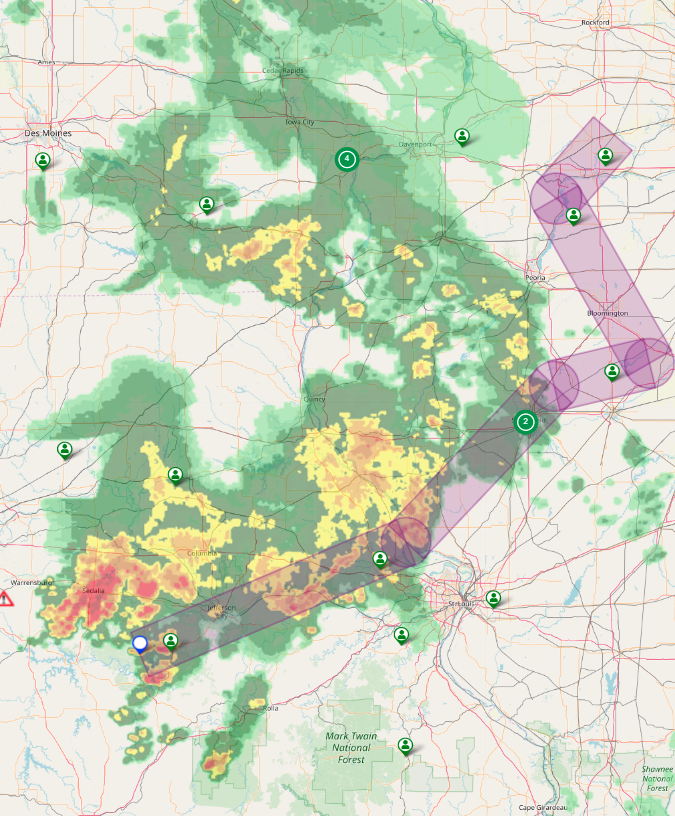 Rockford
Ames
Cedar Rapids
Iowa City
Des Moines
Davenport
4
Peoria
Bloomington
Quincy
2
Columbia
Warrensburg
Sedalia
Jefferson
St. Louis
Rolla
Mark Twain
National
Forest
Shawnee
National
Forest
Cape Girardeau